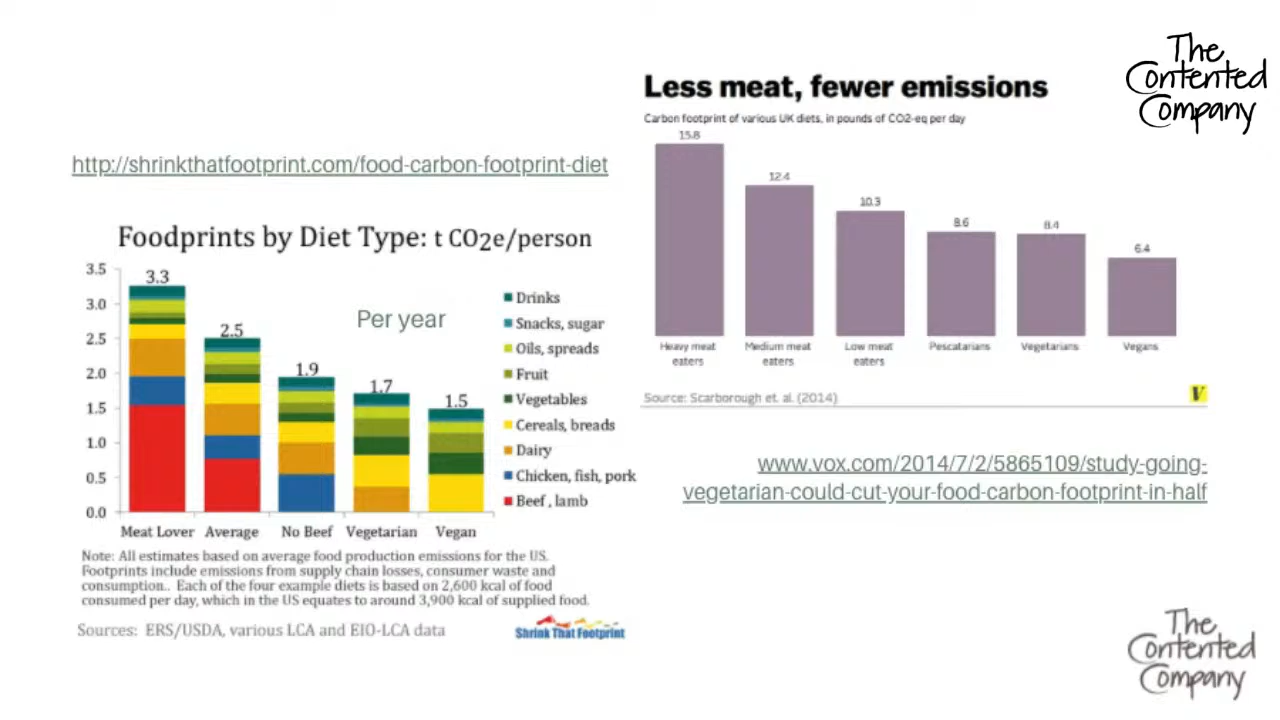 The
Contented
Company
Less meat, fewer emissions
Carbon footprint of various UK diets, in pounds of CO2-eq per day
15.8
12.4
10.3
8.6
8.4
6.4
Heavy meat eaters
Medium meat eaters
Low meat eaters
Pescatarians
Vegetarians
Vegans
Source: Scarborough et. al. (2014)
V
www.vox.com/2014/7/2/5865109/study-going-
vegetarian-could-cut-your-food-carbon-footprint-in-half
http://shrinkthatfootprint.com/food-carbon-footprint-diet
Foodprints by Diet Type: t CO2e/person
Per year
3.5
3.0
2.5
2.0
1.5
1.0
0.5
0.0
3.3
2.5
1.9
1.7
1.5
Drinks
Snacks, sugar
Oils, spreads
Fruit
Vegetables
Cereals, breads
Dairy
Chicken, fish, pork
Beef , lamb
Meat Lover
Average
No Beef
Vegetarian
Vegan
Note: All estimates based on average food production emissions for the US.
Footprints include emissions from supply chain losses, consumer waste and
consumption.. Each of the four example diets is based on 2,600 kcal of food
consumed per day, which in the US equates to around 3,900 kcal of supplied food.
Sources: ERS/USDA, various LCA and EIO-LCA data
Shrink That Footprint
The
Contented
Company